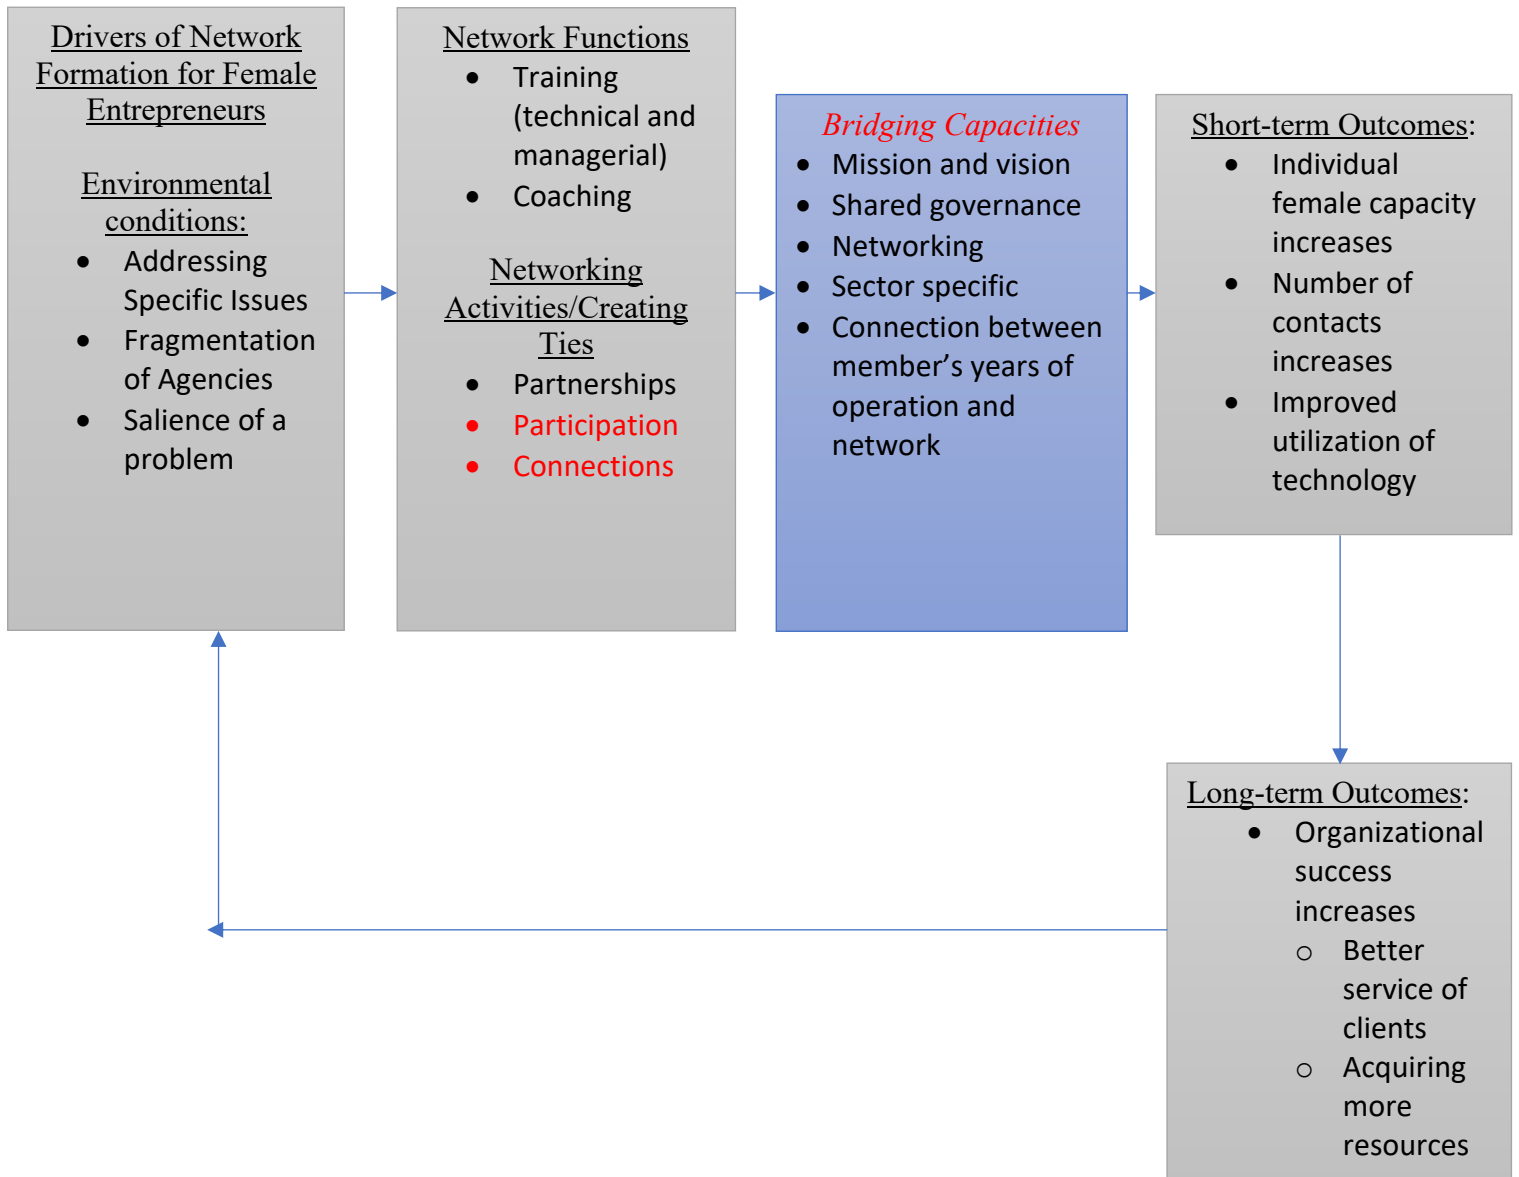 Drivers of Network
Formation for Female
Entrepreneurs
Environmental
conditions:
• Addressing
Specific Issues
• Fragmentation
of Agencies
• Salience of a
problem
Network Functions
• Training
(technical and
managerial)
• Coaching
Networking
Activities/Creating
Ties
• Partnerships
• Participation
• Connections
Bridging Capacities
• Mission and vision
• Shared governance
• Networking
• Sector specific
• Connection between
member’s years of
operation and
network
Short-term Outcomes:
• Individual
female capacity
increases
• Number of
contacts
increases
• Improved
utilization of
technology
Long-term Outcomes:
• Organizational
success
increases
o Better
service of
clients
o Acquiring
more
resources